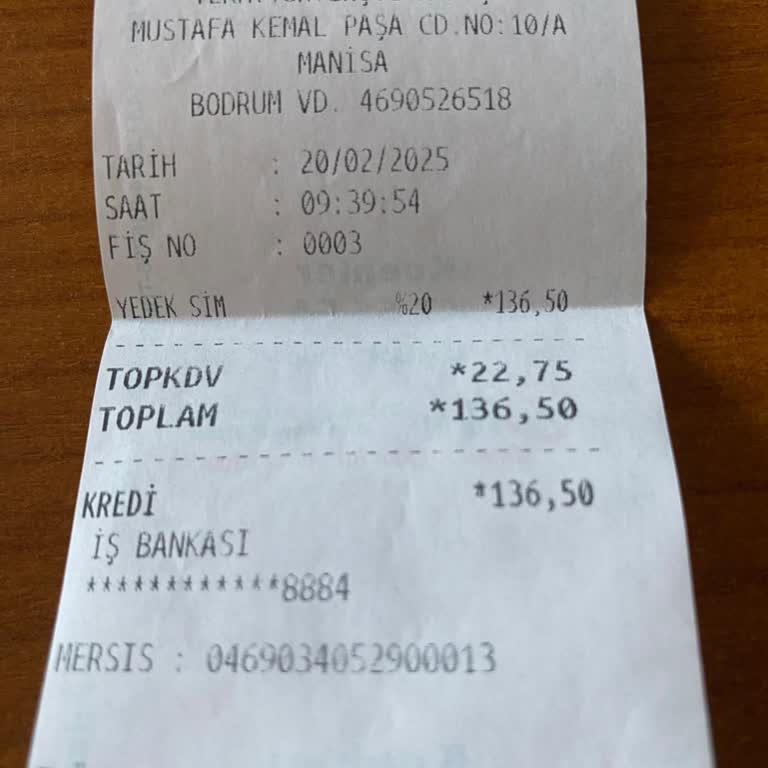 MUSTAFA KEMAL PAŞA CD.NO:10/A
MANİSA
BODRUM VD. 4690526518
TARİH : 20/02/2025
SAAT : 09:39:54
FİŞ NO : 0003
YEDEK SİM %20 *136,50
TOPKDV *22,75
TOPLAM *136,50
KREDİ *136,50
İŞ BANKASI
************8884
MERSIS : 0469034052900013